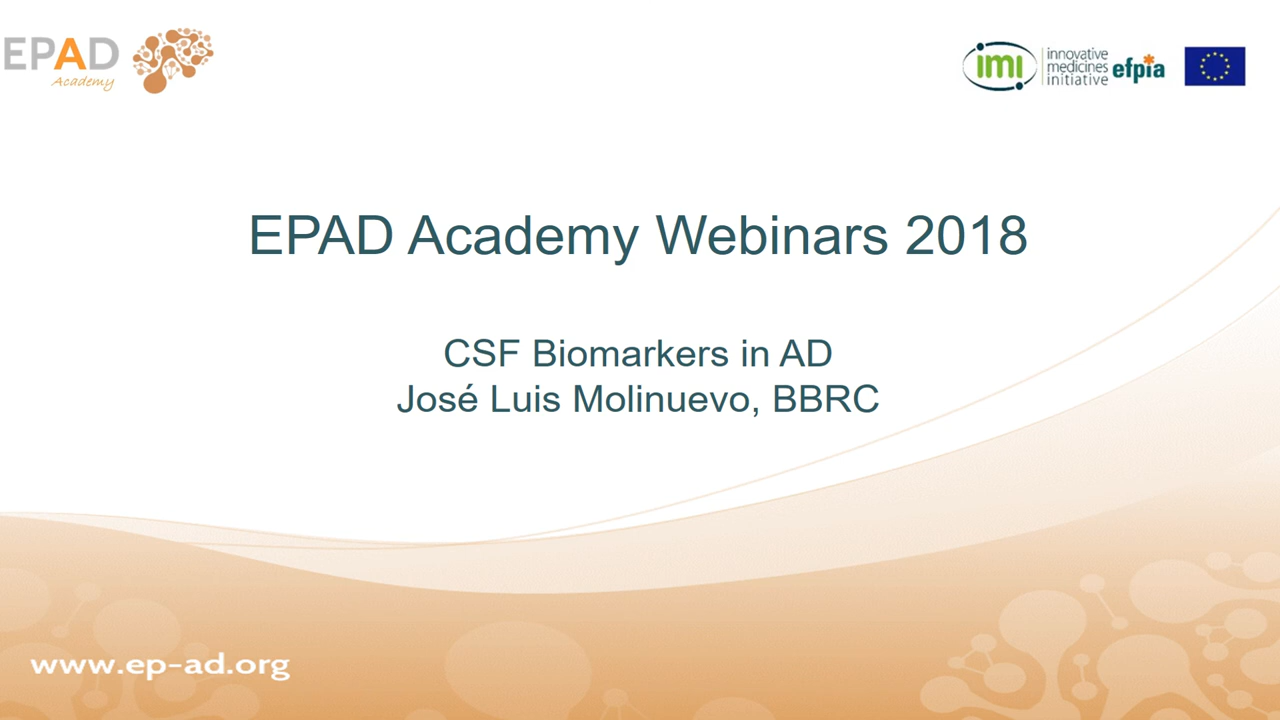 EPAD
Academy
imi
innovative
medicines
initiative
efpia
EPAD Academy Webinars 2018
CSF Biomarkers in AD
José Luis Molinuevo, BBRC
www.ep-ad.org